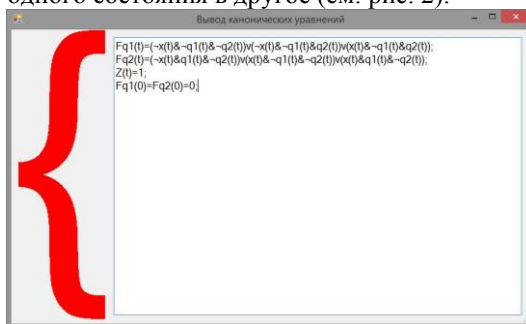 одного состояния в другое (см. рис. 2).
Вывод канонических уравнений
Fq1(t)=(¬x(t)&¬q1(t)&¬q2(t))v(¬x(t)&¬q1(t)&q2(t))v(x(t)&¬q1(t)&q2(t));
Fq2(t)=(¬x(t)&q1(t)&¬q2(t))v(x(t)&¬q1(t)&¬q2(t))v(x(t)&q1(t)&¬q2(t));
Z(t)=1;
Fq1(0)=Fq2(0)=0;